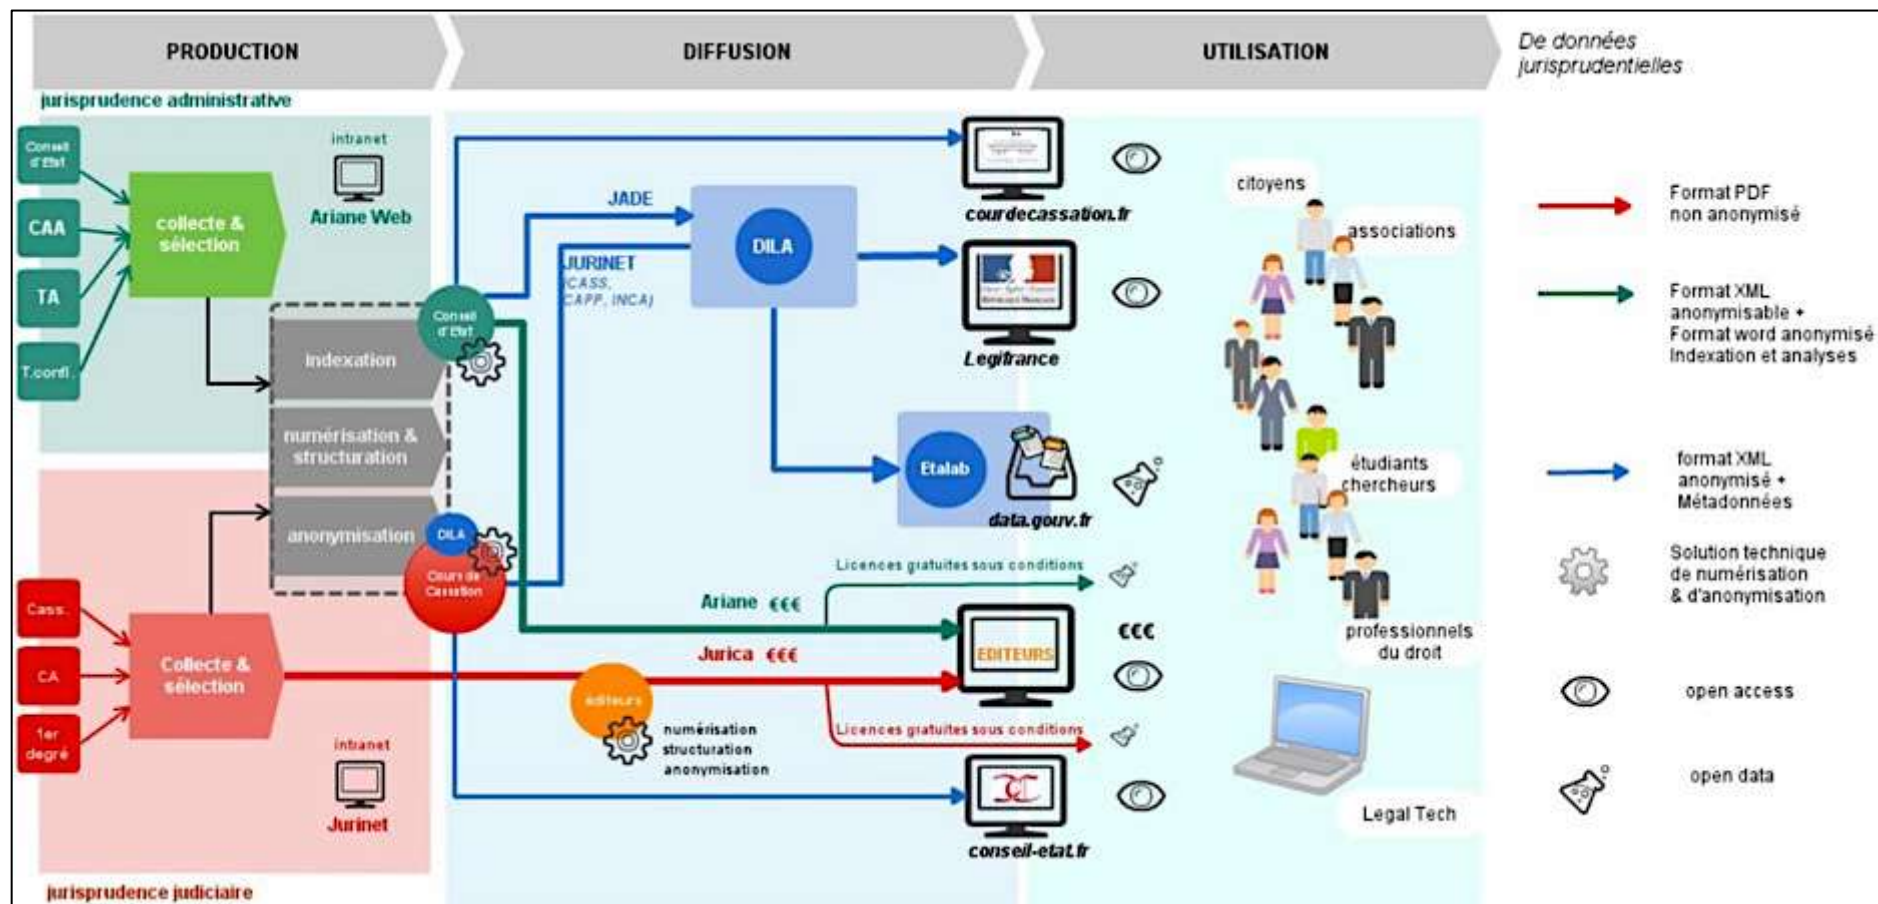 PRODUCTION
DIFFUSION
UTILISATION
De données
jurisprudentielles
jurisprudence administrative
Conseil
d'Etat
CAA
TA
T.confl.
collecte &
sélection
intranet
Ariane Web
indexation
numérisation &
structuration
anonymisation
Conseil
d'Etat
DILA
Cours de
Cassation
Cass.
CA
1er
degré
Collecte &
sélection
intranet
Jurinet
jurisprudence judiciaire
JADE
JURINET
(CASS,
CAPP, INCA)
DILA
Etalab
Ariane €€€
Jurica €€€
éditeurs
numérisation
structuration
anonymisation
Licences gratuites sous conditions
Licences gratuites sous conditions
courdecassation.fr
Legifrance
data.gouv.fr
EDITEURS
conseil-etat.fr
€€€
citoyens
associations
étudiants
chercheurs
professionnels
du droit
Legal Tech
Format PDF
non anonymisé
Format XML
anonymisable +
Format word anonymisé
Indexation et analyses
format XML
anonymisé +
Métadonnées
Solution technique
de numérisation
& d'anonymisation
open access
open data